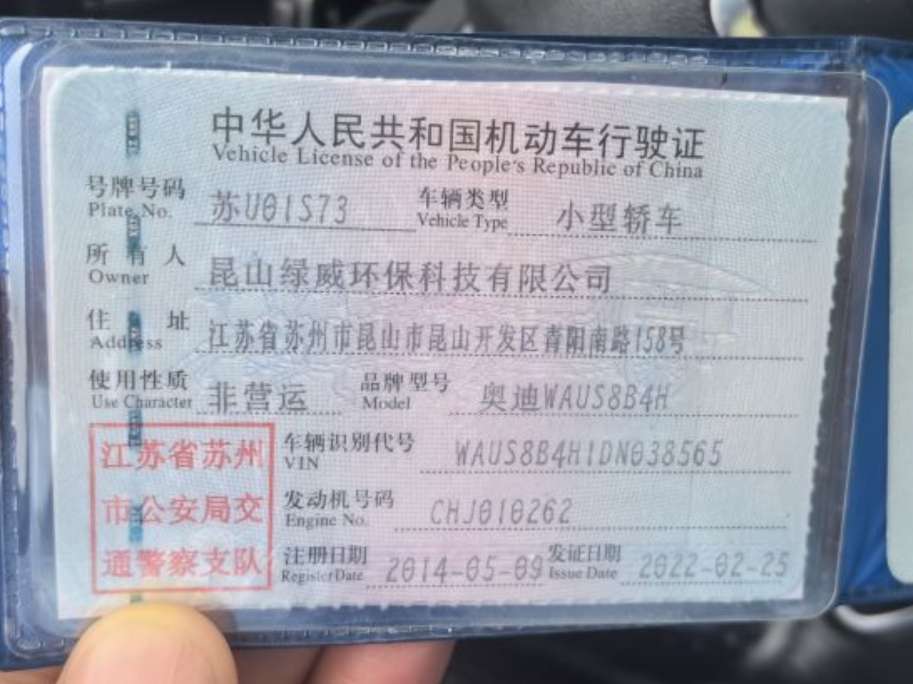 中华人民共和国机动车行驶证
Vehicle License of the People's Republic of China
号牌号码 苏U01S73 车辆类型 小型轿车
Plate No. Vehicle Type
所有人 昆山绿威环保科技有限公司
Owner
住址 江苏省苏州市昆山市昆山开发区青阳南路158号
Address
使用性质 非营运 品牌型号 奥迪WAUS8B4H
Use Character Model
江苏省苏州
市公安局交
通警察支队
车辆识别代号 WAUS8B4H1DN038565
VIN
发动机号码 CHJ010262
Engine No.
注册日期 2014-05-09 发证日期 2022-02-25
Register Date Issue Date